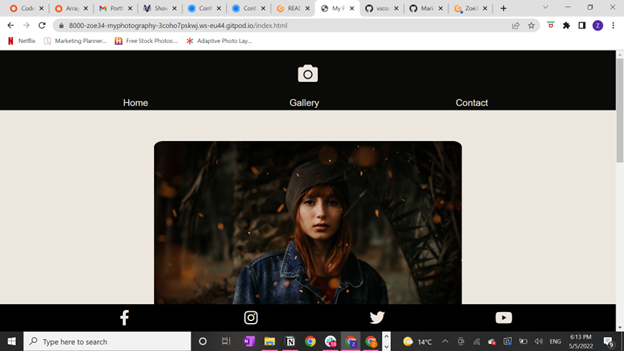 Code
Array
Portf
Show
Conf
Conf
READ
My P
vscc
Mark
Zoe3
8000-zoe34-myphotography-3coho7pskwj.ws-eu44.gitpod.io/index.html
Z
Netflix
Marketing Planner...
Free Stock Photos:...
Adaptive Photo Lay...
Home
Gallery
Contact
Type here to search
14°C
ENG
6:13 PM
5/5/2022